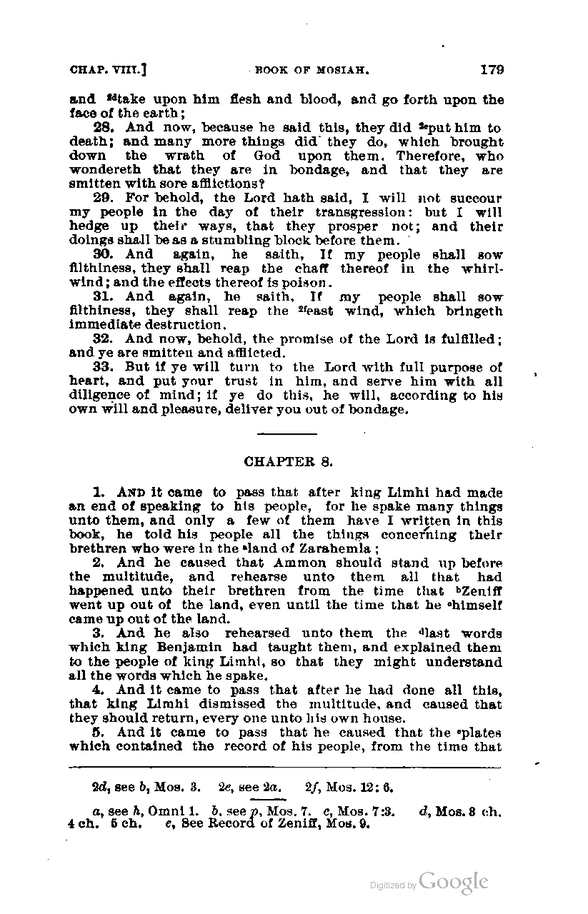 CHAP. VIII.] BOOK OF MOSIAH. 179
and 2dtake upon him flesh and blood, and go forth upon the
face of the earth;
28. And now, because he said this, they did 2eput him to
death; and many more things did they do, which brought
down the wrath of God upon them. Therefore, who
wondereth that they are in bondage, and that they are
smitten with sore afflictions?
29. For behold, the Lord hath said, I will not succour
my people in the day of their transgression: but I will
hedge up their ways, that they prosper not; and their
doings shall be as a stumbling block before them.
30. And again, he saith, If my people shall sow
filthiness, they shall reap the chaff thereof in the whirl-
wind; and the effects thereof is poison.
31. And again, he saith, If my people shall sow
filthiness, they shall reap the 2feast wind, which bringeth
immediate destruction.
32. And now, behold, the promise of the Lord is fulfilled;
and ye are smitten and afflicted.
33. But if ye will turn to the Lord with full purpose of
heart, and put your trust in him, and serve him with all
diligence of mind; if ye do this, he will, according to his
own will and pleasure, deliver you out of bondage.
CHAPTER 8.
1. AND it came to pass that after king Limhi had made
an end of speaking to his people, for he spake many things
unto them, and only a few of them have I written in this
book, he told his people all the things concerning their
brethren who were in the aland of Zarahemla;
2. And he caused that Ammon should stand up before
the multitude, and rehearse unto them all that had
happened unto their brethren from the time that bZeniff
went up out of the land, even until the time that he chimself
came up out of the land.
3. And he also rehearsed unto them the dlast words
which king Benjamin had taught them, and explained them
to the people of king Limhi, so that they might understand
all the words which he spake.
4. And it came to pass that after he had done all this,
that king Limhi dismissed the multitude, and caused that
they should return, every one unto his own house.
5. And it came to pass that he caused that the eplates
which contained the record of his people, from the time that
2d, see b, Mos. 3. 2e, see 2a. 2f, Mos. 12:6.
a, see h, Omni 1. b, see p, Mos. 7. c, Mos. 7:3. d, Mos. 3 ch.
4 ch. 5 ch. e, See Record of Zeniff, Mos. 9.
Digitized by Google